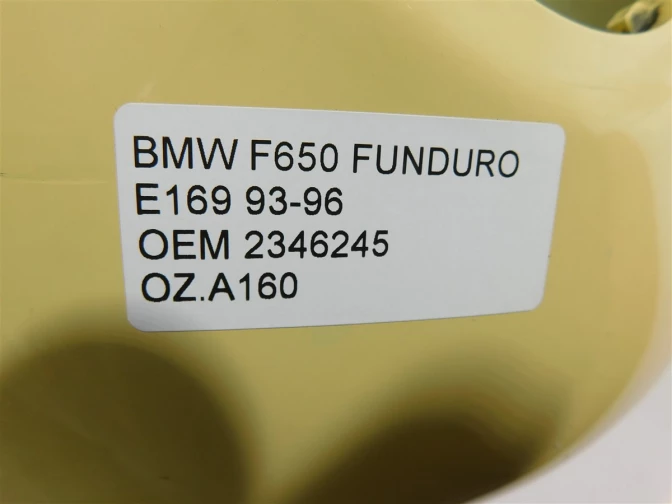 BMW F650 FUNDURO
E169 93-96
OEM 2346245
OZ.A160